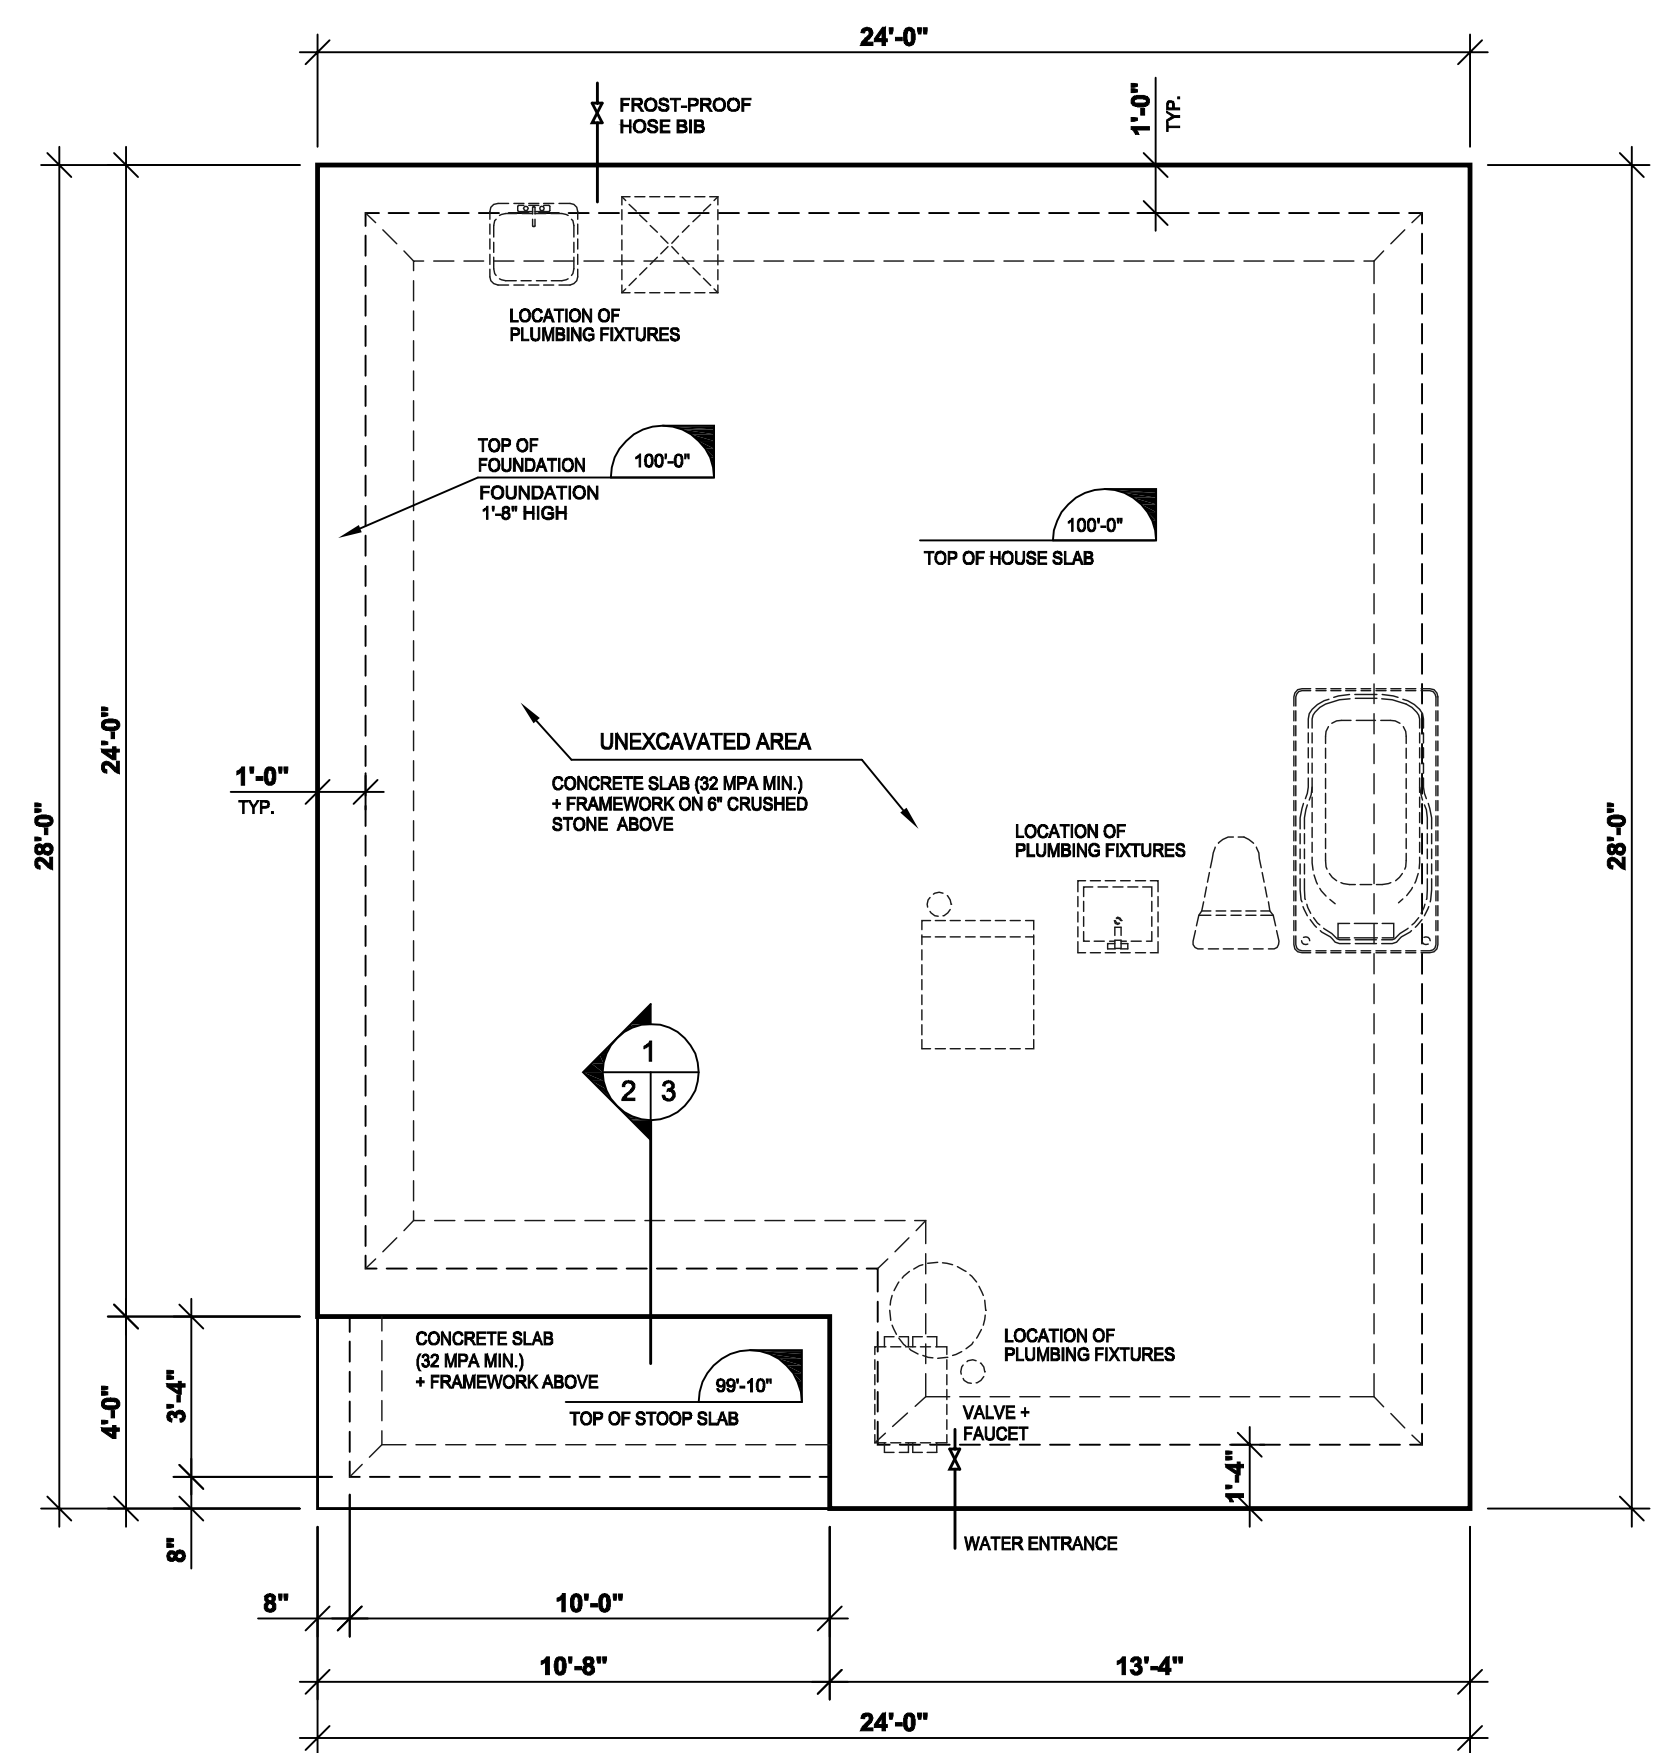 24'-0"
FROST-PROOF
HOSE BIB
1'-0"
TYP.
LOCATION OF
PLUMBING FIXTURES
TOP OF
FOUNDATION
100'-0"
FOUNDATION
1'-8" HIGH
100'-0"
TOP OF HOUSE SLAB
24'-0"
28'-0"
1'-0"
TYP.
UNEXCAVATED AREA
CONCRETE SLAB (32 MPA MIN.)
+ FRAMEWORK ON 6" CRUSHED
STONE ABOVE
28'-0"
LOCATION OF
PLUMBING FIXTURES
1
2 3
CONCRETE SLAB
(32 MPA MIN.)
+ FRAMEWORK ABOVE
99'-10"
TOP OF STOOP SLAB
LOCATION OF
PLUMBING FIXTURES
VALVE +
FAUCET
4'-0"
3'-4"
8"
1'-4"
WATER ENTRANCE
8"
10'-0"
10'-8"
13'-4"
24'-0"